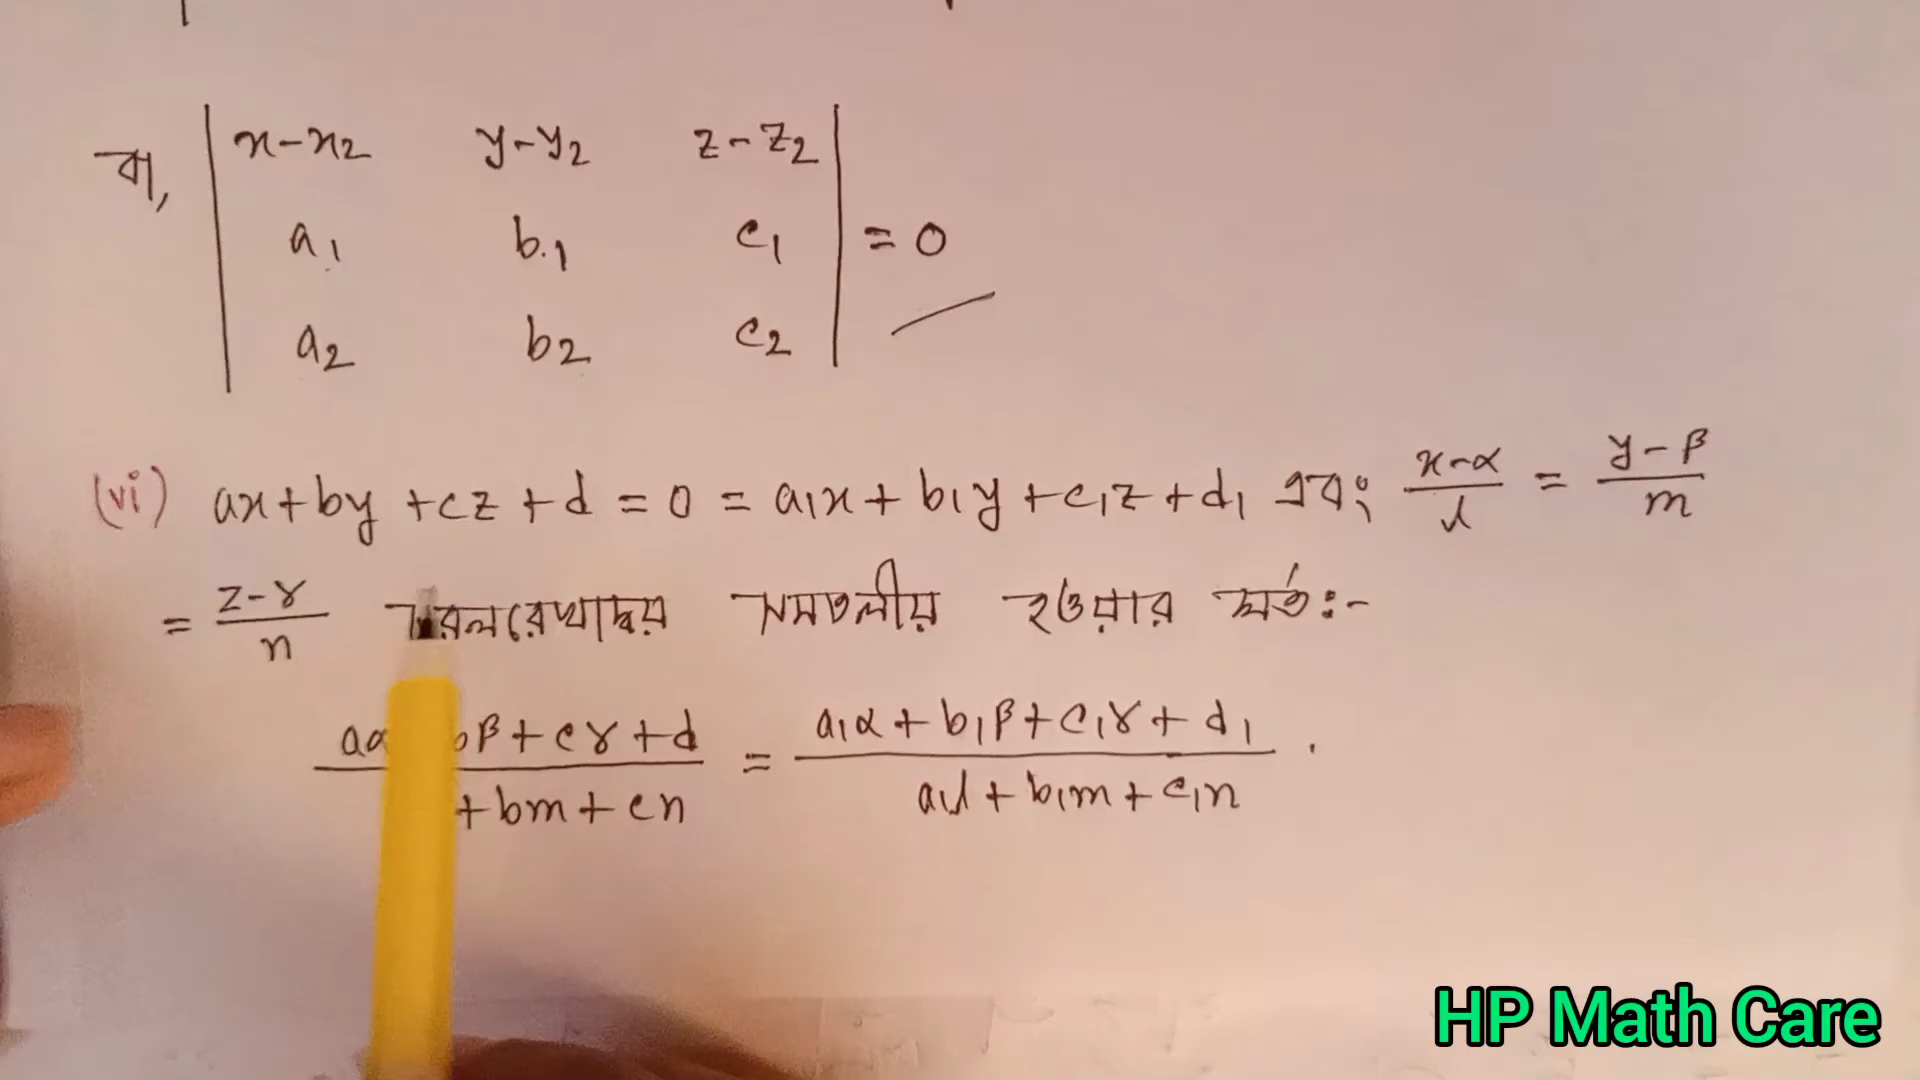 বা, | x-x2 y-y2 z-z2 |
| a1 b1 c1 | = 0
| a2 b2 c2 |
(vi) ax+by+cz+d = 0 = a1x+b1y+c1z+d1 এবং (x-α)/l = (y-β)/m
= (z-γ)/n সরলরেখাদ্বয় সমতলীয় হওয়ার শর্ত:-
aα bβ+cγ+d = a1α+b1β+c1γ+d1
+bm+cn a1l+b1m+c1n
HP Math Care